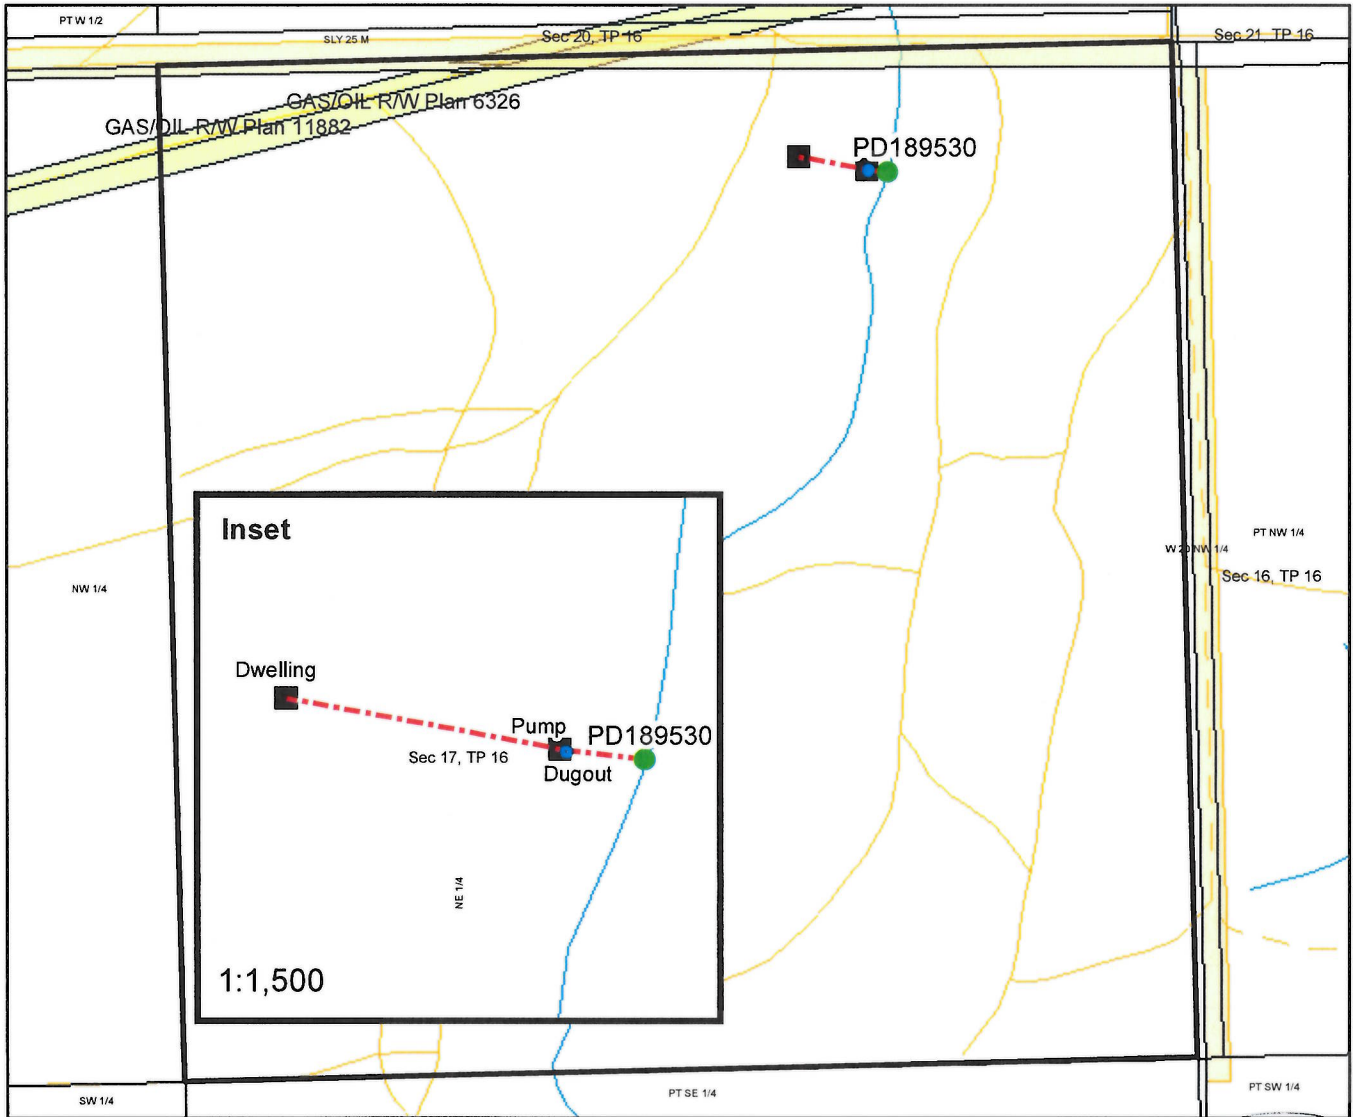 PT W 1/2
SLY 25 M
Sec 20, TP 16
Sec 21, TP 16
GAS/OIL R/W Plan 6326
GAS/OIL R/W Plan 11882
PD189530
Inset
PT NW 1/4
W 20 NW 1/4
Sec 16, TP 16
NW 1/4
Dwelling
Pump
PD189530
Sec 17, TP 16
Dugout
NE 1/4
1:1,500
SW 1/4
PT SE 1/4
PT SW 1/4